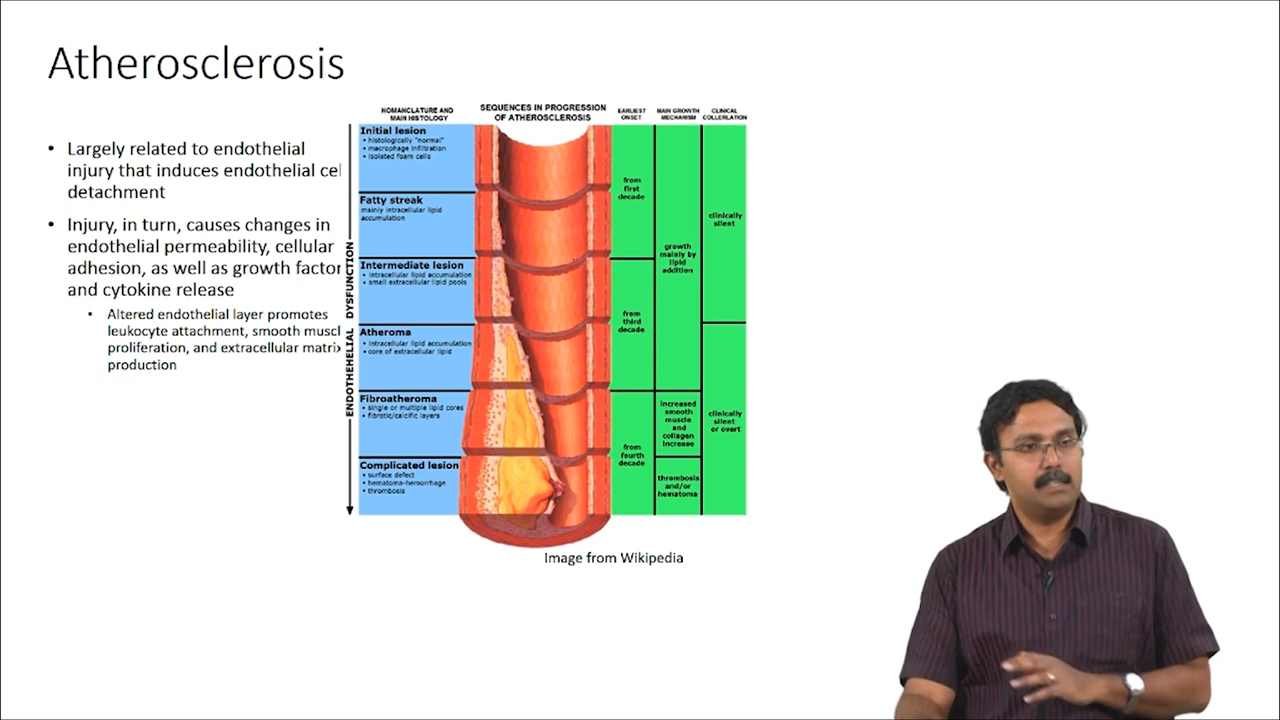 Atherosclerosis
• Largely related to endothelial
injury that induces endothelial cel
detachment
• Injury, in turn, causes changes in
endothelial permeability, cellular
adhesion, as well as growth factor
and cytokine release
• Altered endothelial layer promotes
leukocyte attachment, smooth muscl
proliferation, and extracellular matrix
production
ENDOTHEHELIAL DYSFUNCTION
NOMANCLATURE AND
MAIN HISTOLOGY
SEQUENCES IN PROGRESSION
OF ATHEROSCLEROSIS
EARLIEST
ONSET
MAIN GROWTH
MECHANISM
CLINICAL
COLLERLATION
Initial lesion
• histologically "normal"
• macrophage infiltration
• isolated foam cells
Fatty streak
mainly intracellular lipid
accumulation
Intermediate lesion
• intracellular lipid accumulation
• small extracellular lipid pools
Atheroma
• intracellular lipid accumulation
• core of extracellular lipid
Fibroatheroma
• single or multiple lipid cores
• fibrotic/calcific layers
Complicated lesion
• surface defect
• hematoma-hemorrhage
• thrombosis
from
first
decade
from
third
decade
from
fourth
decade
growth
mainly by
lipid
addition
increased
smooth
muscle
and
collagen
increase
thrombosis
and/or
hematoma
clinically
silent
clinically
silent
or overt
Image from Wikipedia